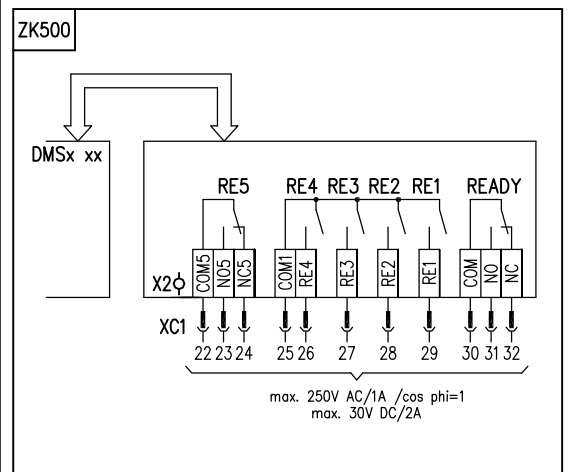 ZK500
DMSx xx
RE5 RE4 RE3 RE2 RE1 READY
X2 COM5 NO5 NC5 COM1 RE4 RE3 RE2 RE1 COM NO NC
XC1
22 23 24 25 26 27 28 29 30 31 32
max. 250V AC/1A /cos phi=1
max. 30V DC/2A